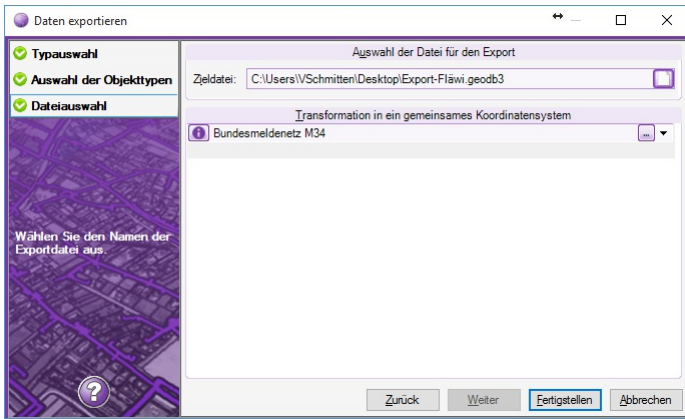 Daten exportieren
Typauswahl
Auswahl der Objekttypen
Dateiauswahl
Wählen Sie den Namen der
Exportdatei aus.
?
Auswahl der Datei für den Export
Zieldatei: C:\Users\VSchmitten\Desktop\Export-Fläwi.geodb3
Transformation in ein gemeinsames Koordinatensystem
Bundesmeldenetz M34 ...
Zurück Weiter Fertigstellen Abbrechen